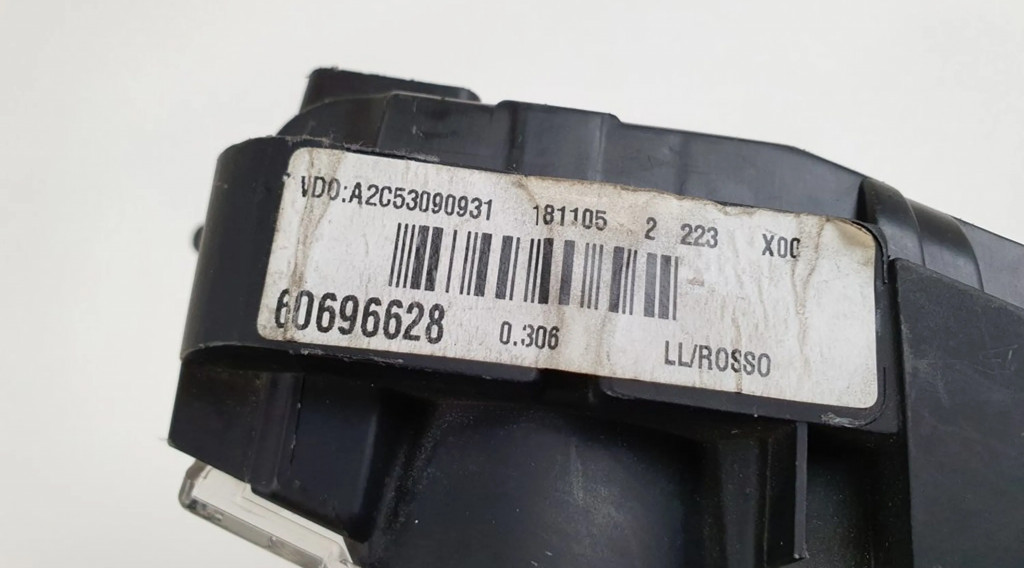 VDO:A2C53090931 181105 2 223 X00
60696628 0.306 LL/ROSSO